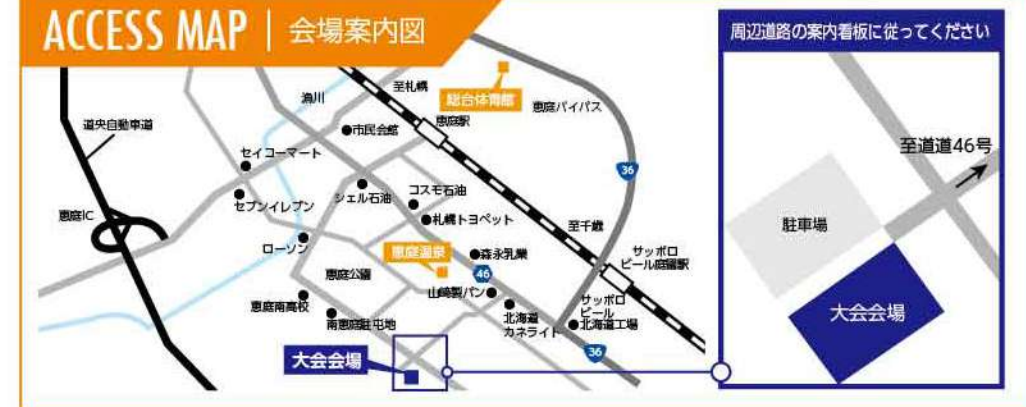 ACCESS MAP | 会場案内図
周辺道路の案内看板に従ってください
至札幌
漁川
総合体育館
恵庭バイパス
恵庭駅
道央自動車道
市民会館
セイコーマート
至道道46号
36
コスモ石油
シェル石油
セブンイレブン
札幌トヨペット
恵庭IC
至千歳
駐車場
ローソン
恵庭温泉
森永乳業
サッポロ
ビール庭園駅
恵庭公園
46
山崎製パン
恵庭南高校
サッポロ
ビール
北海道工場
北海道
カネライト
南恵庭駐屯地
大会会場
36
大会会場